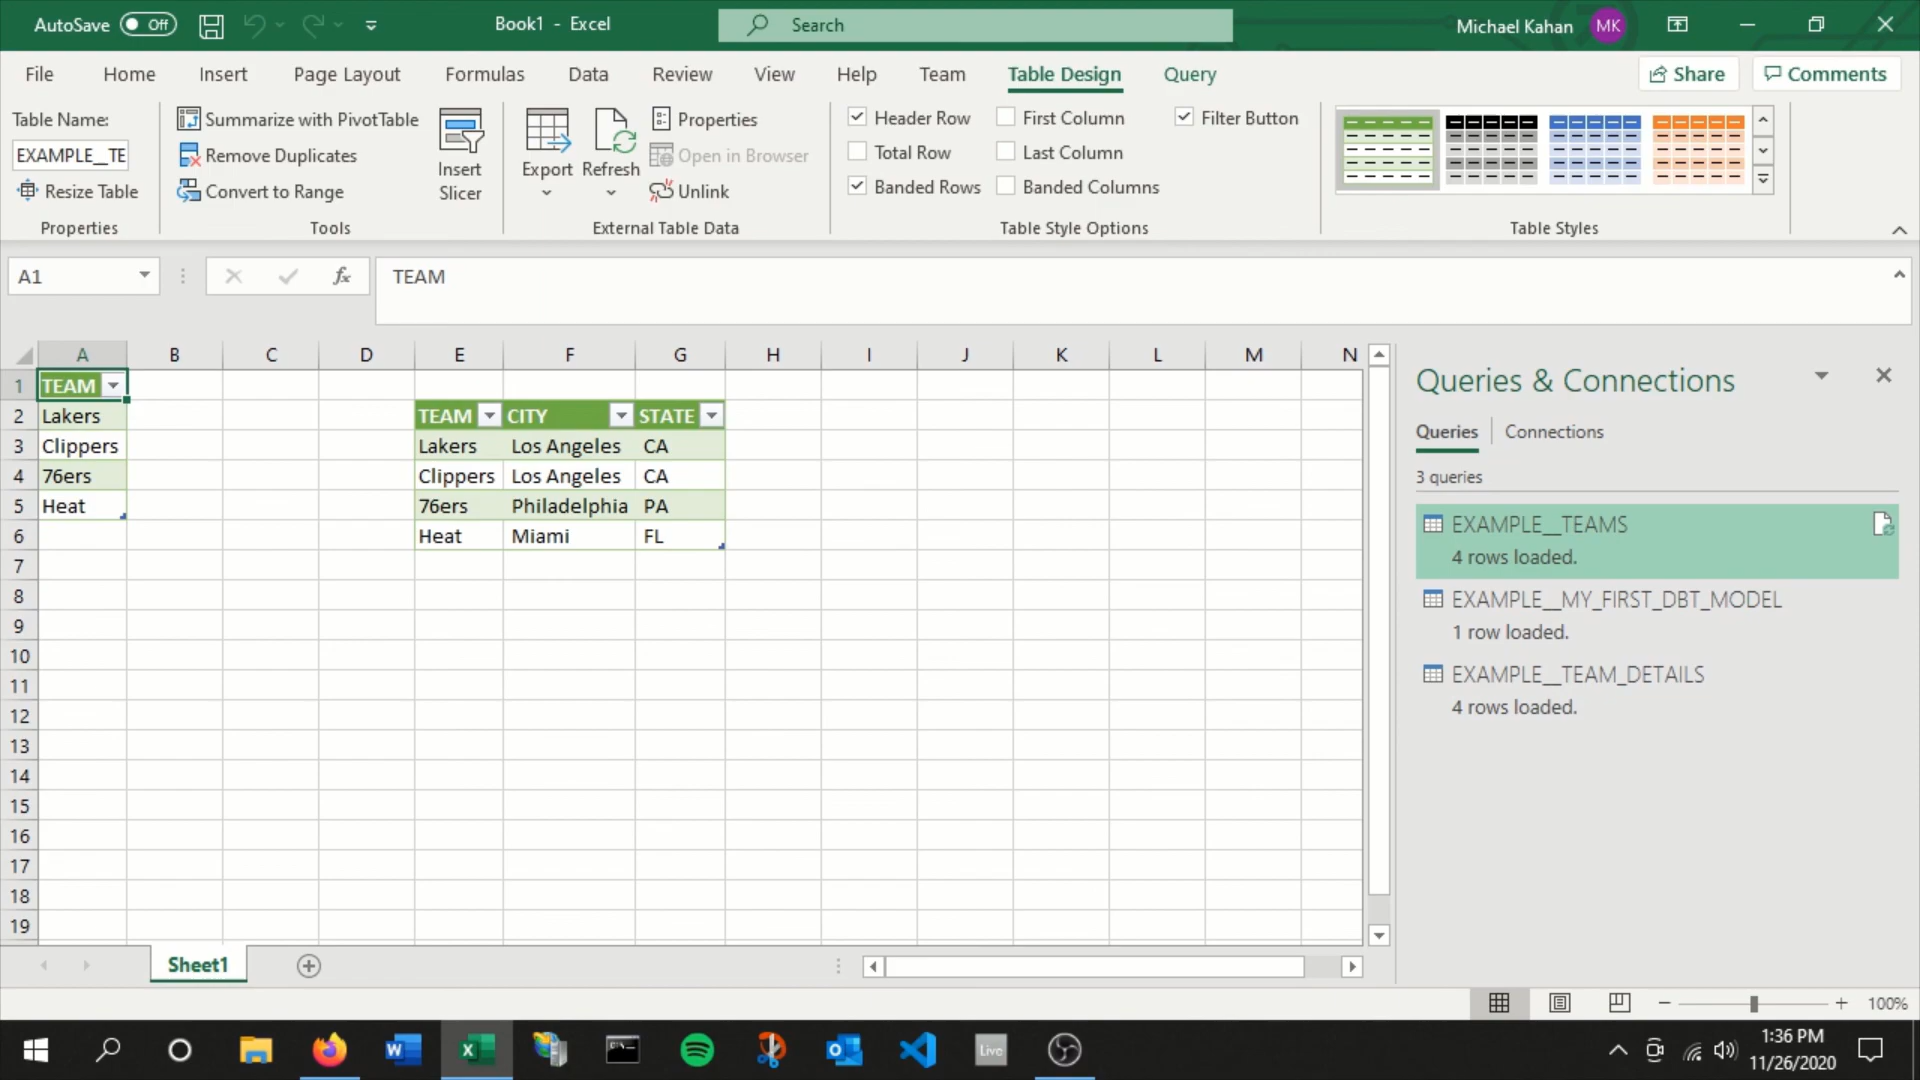 AutoSave Off Book1 - Excel Search Michael Kahan MK
File Home Insert Page Layout Formulas Data Review View Help Team Table Design Query Share Comments
Table Name:
EXAMPLE__TE
Resize Table
Properties
Summarize with PivotTable
Remove Duplicates
Convert to Range
Tools
Insert
Slicer
Export
Refresh
Properties
Open in Browser
Unlink
External Table Data
Header Row First Column Filter Button
Total Row Last Column
Banded Rows Banded Columns
Table Style Options
Table Styles
A1 fx TEAM
A B C D E F G H I J K L M N
1 TEAM
2 Lakers TEAM CITY STATE
3 Clippers Lakers Los Angeles CA
4 76ers Clippers Los Angeles CA
5 Heat 76ers Philadelphia PA
6 Heat Miami FL
7
8
9
10
11
12
13
14
15
16
17
18
19
Queries & Connections
Queries Connections
3 queries
EXAMPLE__TEAMS
4 rows loaded.
EXAMPLE__MY_FIRST_DBT_MODEL
1 row loaded.
EXAMPLE__TEAM_DETAILS
4 rows loaded.
Sheet1
100%
Live
1:36 PM
11/26/2020